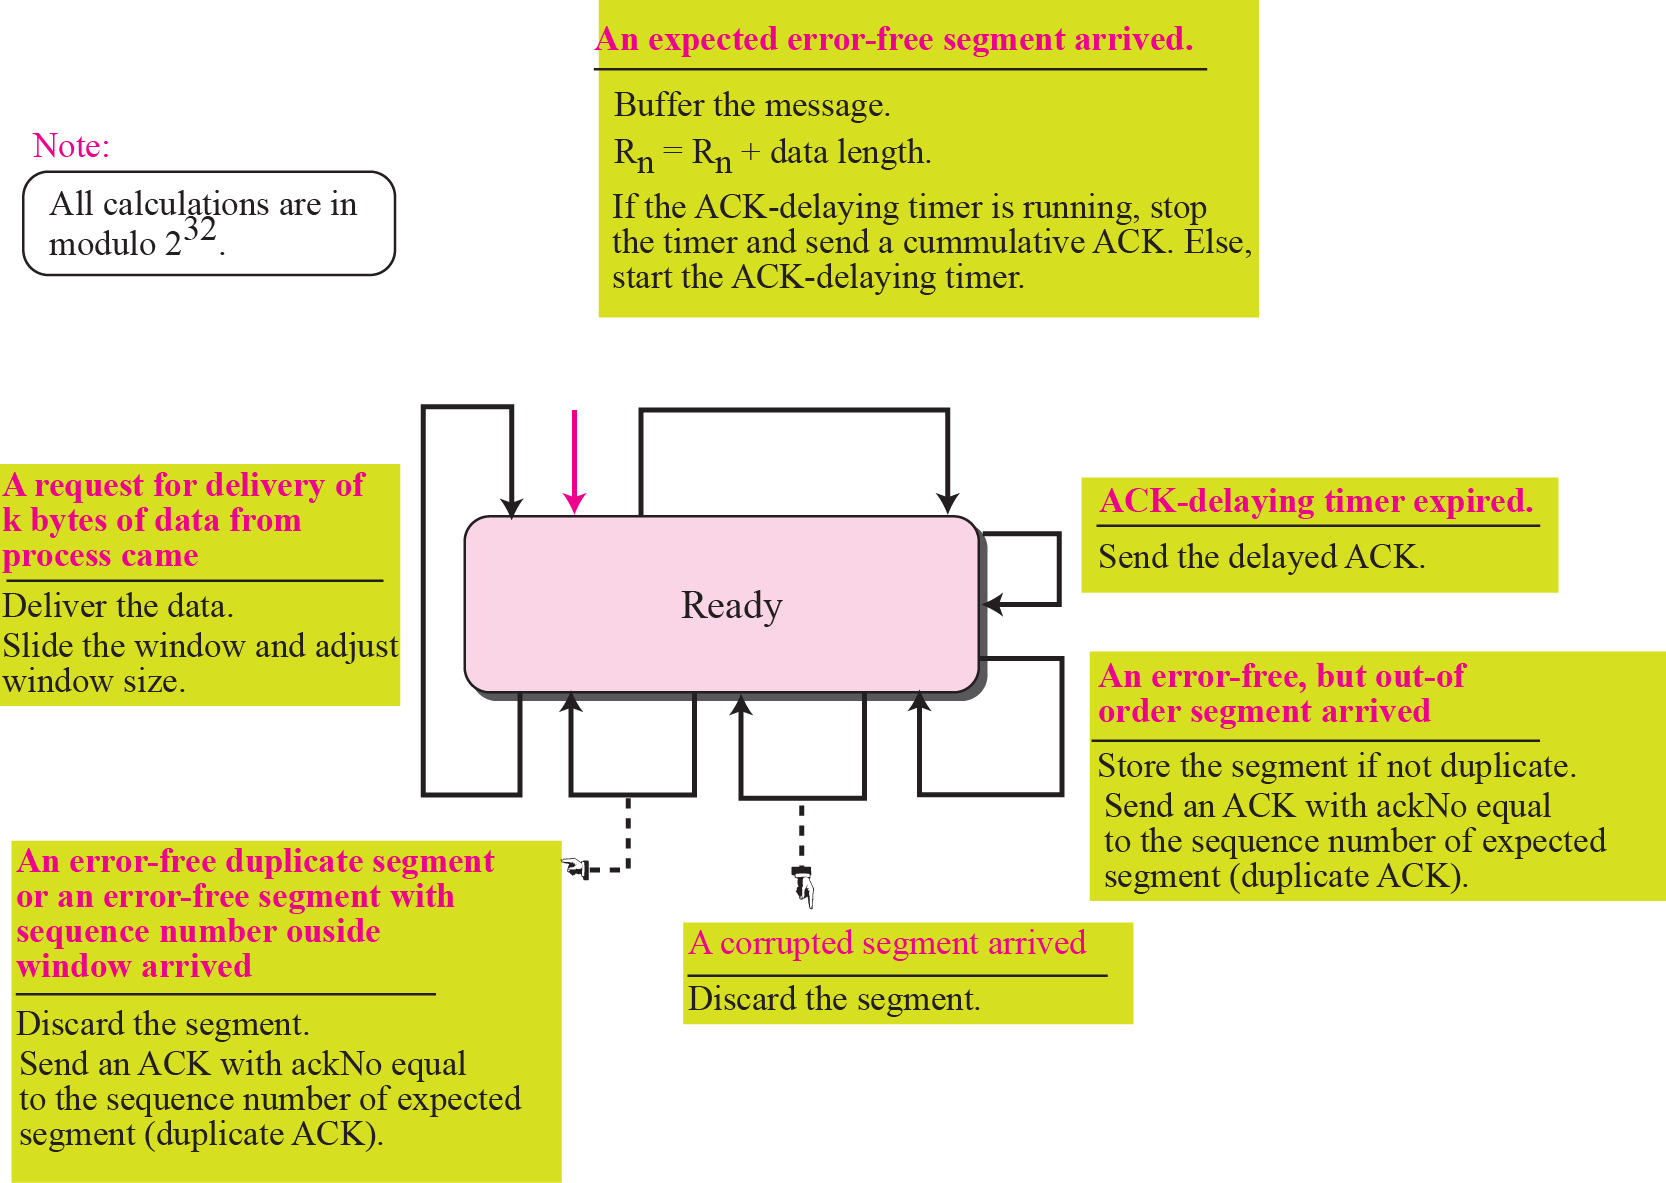 An expected error-free segment arrived.
Buffer the message.
Rn = Rn + data length.
If the ACK-delaying timer is running, stop
the timer and send a cummulative ACK. Else,
start the ACK-delaying timer.
Note:
All calculations are in
modulo 2^32.
A request for delivery of
k bytes of data from
process came
Deliver the data.
Slide the window and adjust
window size.
Ready
ACK-delaying timer expired.
Send the delayed ACK.
An error-free, but out-of
order segment arrived
Store the segment if not duplicate.
Send an ACK with ackNo equal
to the sequence number of expected
segment (duplicate ACK).
An error-free duplicate segment
or an error-free segment with
sequence number ouside
window arrived
Discard the segment.
Send an ACK with ackNo equal
to the sequence number of expected
segment (duplicate ACK).
A corrupted segment arrived
Discard the segment.